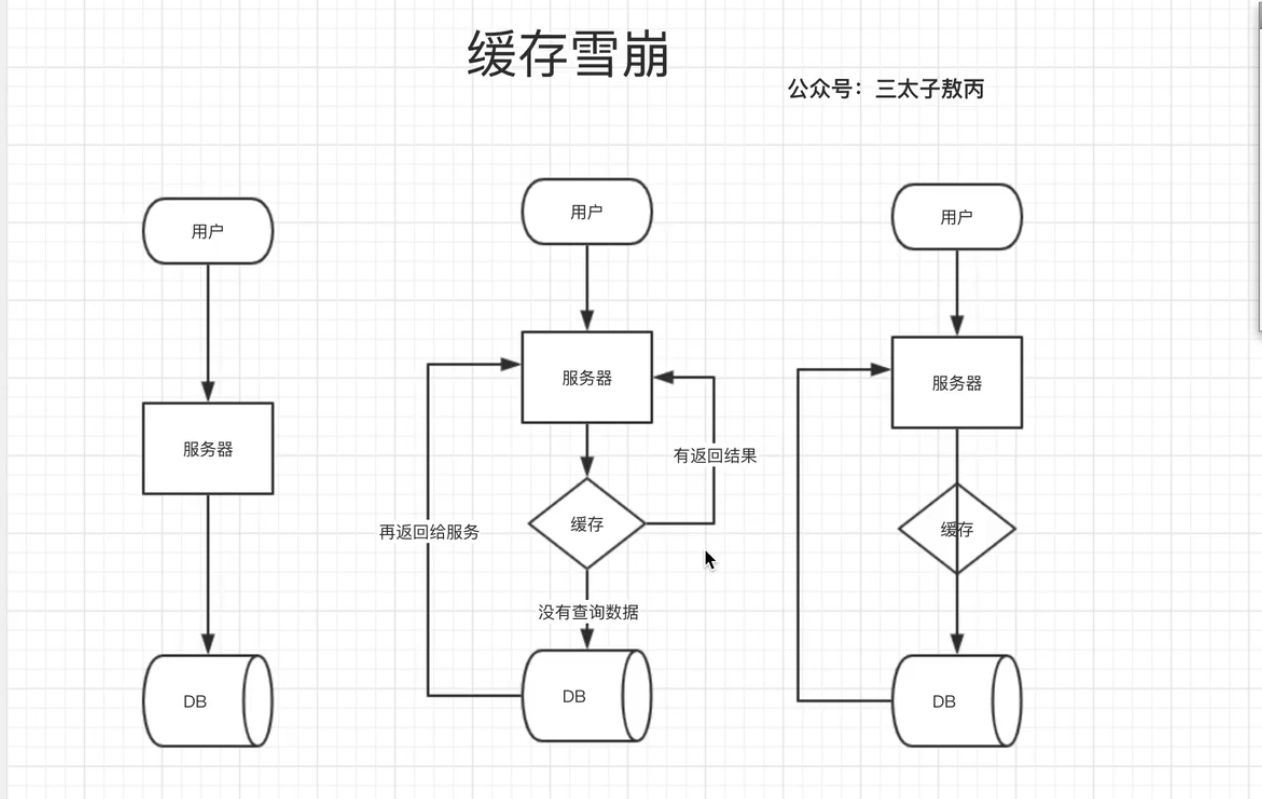 缓存雪崩
公众号：三太子敖丙
用户
服务器
DB
用户
服务器
有返回结果
缓存
再返回给服务
没有查询数据
DB
用户
服务器
缓存
DB